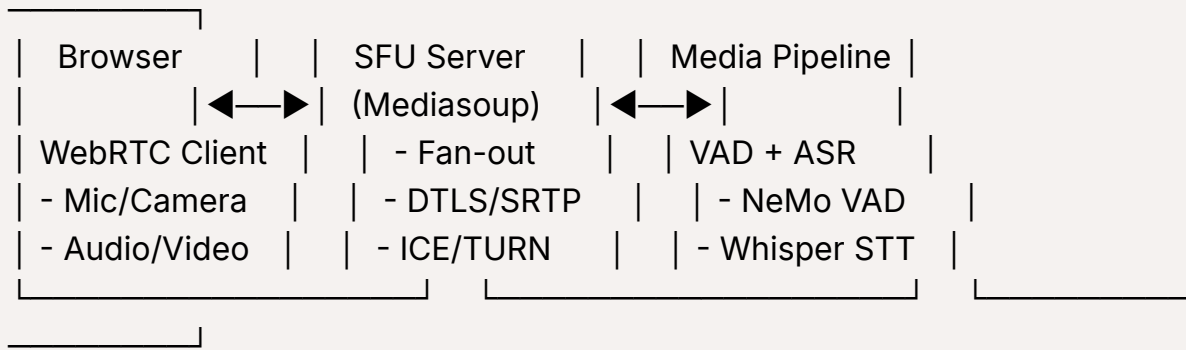 │ Browser │ │ SFU Server │ │ Media Pipeline │
│ │◄──►│ (Mediasoup) │◄──►│ │
│ WebRTC Client │ │ - Fan-out │ │ VAD + ASR │
│ - Mic/Camera │ │ - DTLS/SRTP │ │ - NeMo VAD │
│ - Audio/Video │ │ - ICE/TURN │ │ - Whisper STT │